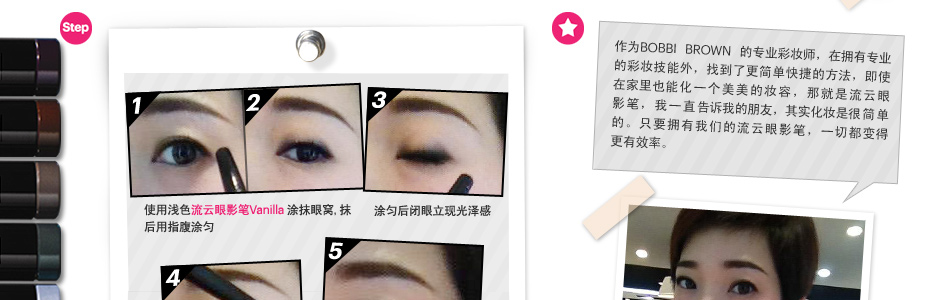 Step
1
2
3
使用浅色流云眼影笔Vanilla 涂抹眼窝, 抹
后用指腹涂匀
涂匀后闭眼立现光泽感
4
5
作为BOBBI BROWN 的专业彩妆师，在拥有专业
的彩妆技能外，找到了更简单快捷的方法，即使
在家里也能化一个美美的妆容，那就是流云眼
影笔，我一直告诉我的朋友，其实化妆是很简单
的。只要拥有我们的流云眼影笔，一切都变得
更有效率。